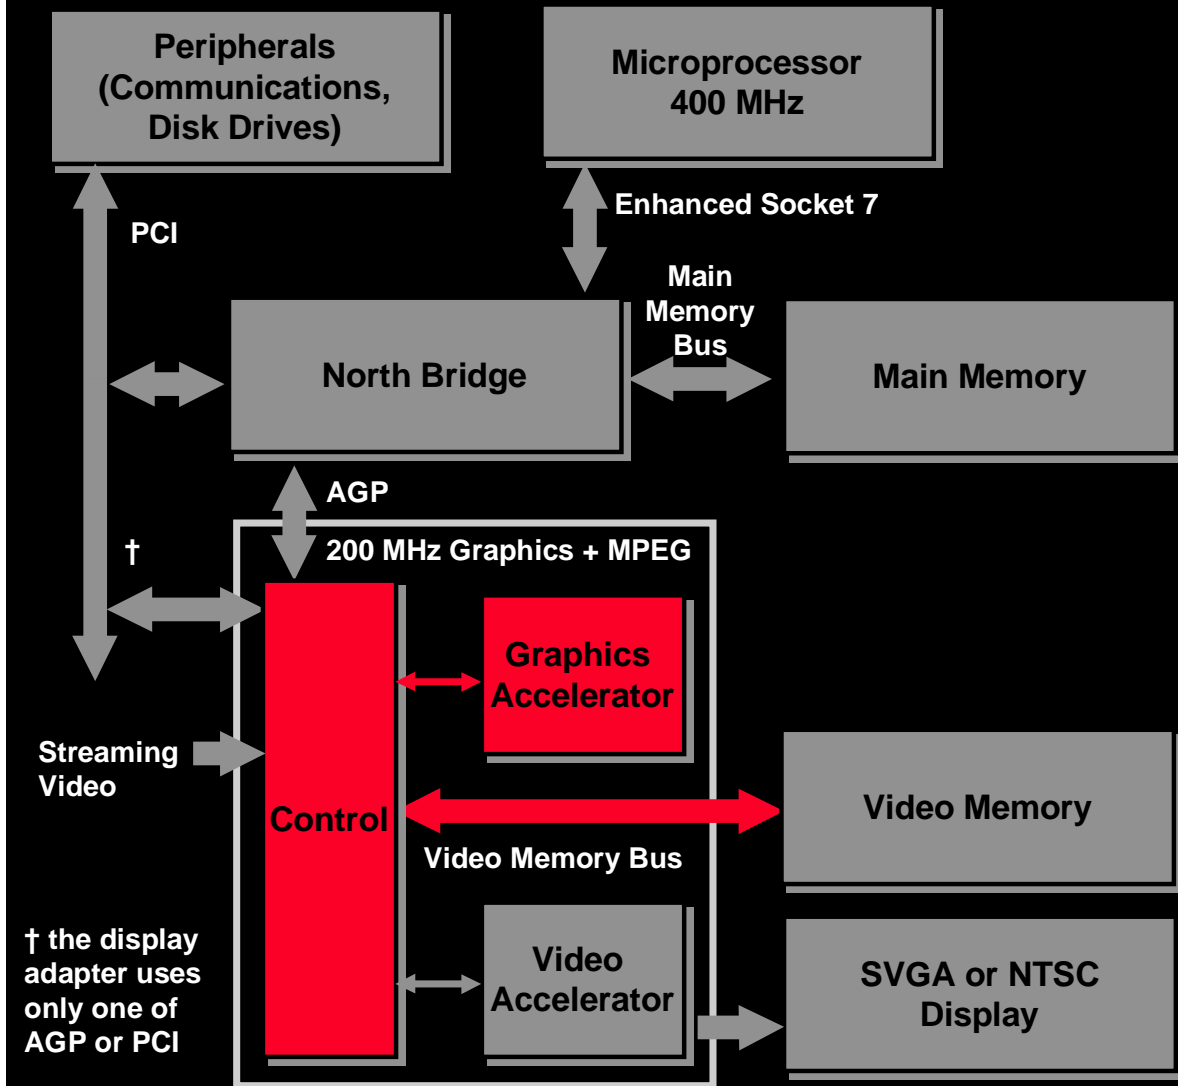 Peripherals
(Communications,
Disk Drives)
Microprocessor
400 MHz
Enhanced Socket 7
PCI
Main
Memory
Bus
North Bridge
Main Memory
AGP
†
200 MHz Graphics + MPEG
Graphics
Accelerator
Streaming
Video
Control
Video Memory
Video Memory Bus
† the display
adapter uses
only one of
AGP or PCI
Video
Accelerator
SVGA or NTSC
Display